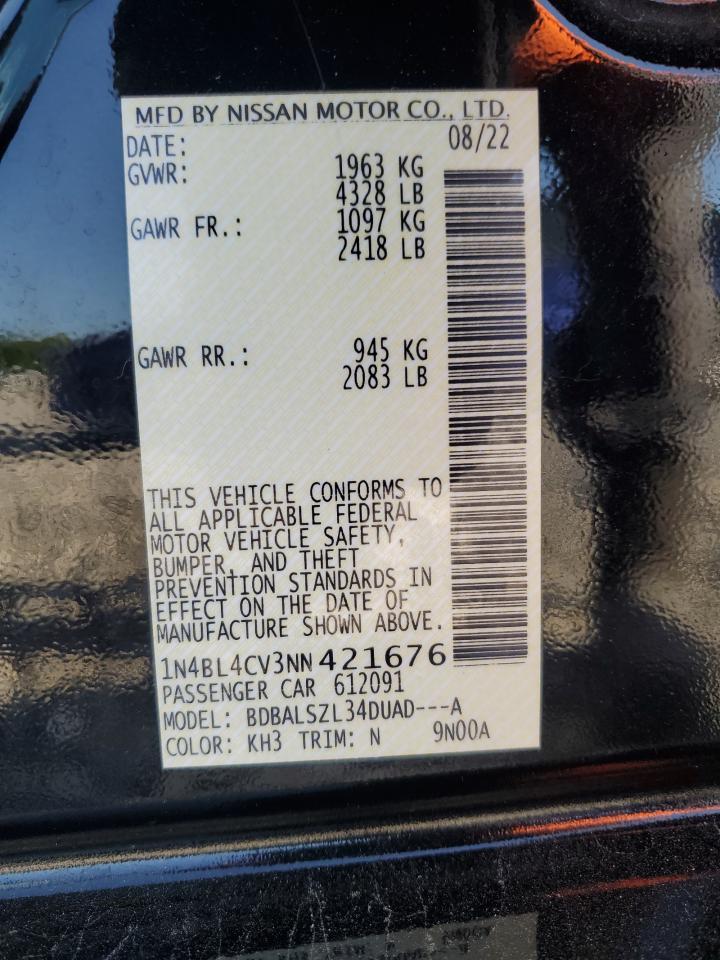 MFD BY NISSAN MOTOR CO., LTD.
DATE: 08/22
GVWR: 1963 KG
4328 LB
GAWR FR.: 1097 KG
2418 LB
GAWR RR.: 945 KG
2083 LB
THIS VEHICLE CONFORMS TO
ALL APPLICABLE FEDERAL
MOTOR VEHICLE SAFETY,
BUMPER, AND THEFT
PREVENTION STANDARDS IN
EFFECT ON THE DATE OF
MANUFACTURE SHOWN ABOVE.
1N4BL4CV3NN421676
PASSENGER CAR 612091
MODEL: BDBALSZL34DUAD---A
COLOR: KH3 TRIM: N 9N00A